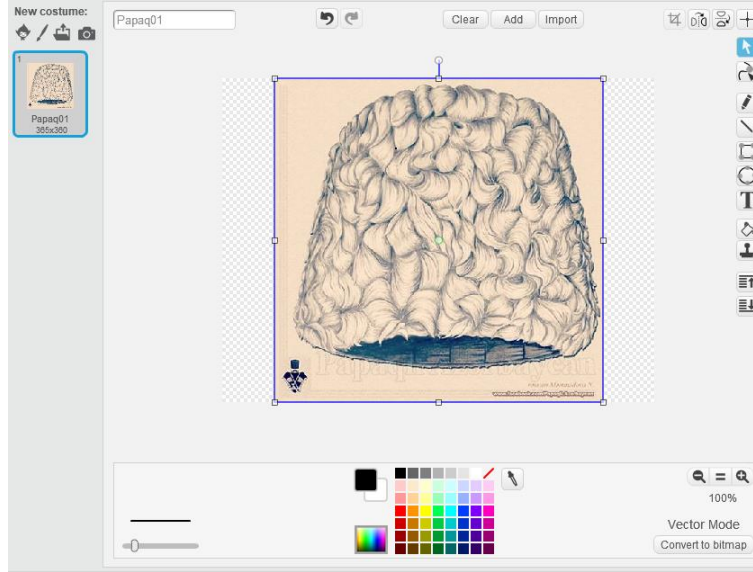 New costume:
Papaq01
Clear
Add
Import
1
Papaq01
365x360
T
100%
Vector Mode
Convert to bitmap